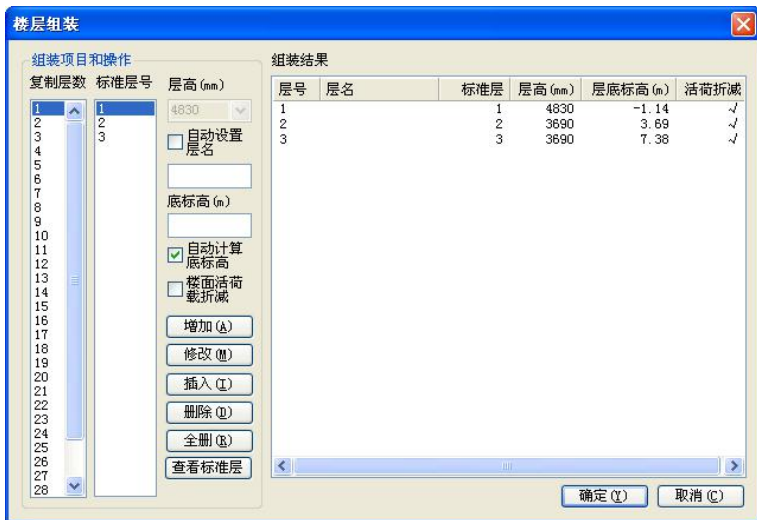 楼层组装
组装项目和操作
复制层数 标准层号 层高(mm)
1
2
3
4
5
6
7
8
9
10
11
12
13
14
15
16
17
18
19
20
21
22
23
24
25
26
27
28
1
2
3
4830
自动设置
层名
底标高(m)
自动计算
底标高
楼面活荷
载折减
增加(A)
修改(M)
插入(I)
删除(D)
全删(R)
查看标准层
组装结果
层号 层名 标准层 层高(mm) 层底标高(m) 活荷折减
1 1 4830 -1.14 √
2 2 3690 3.69 √
3 3 3690 7.38 √
确定(Y) 取消(C)